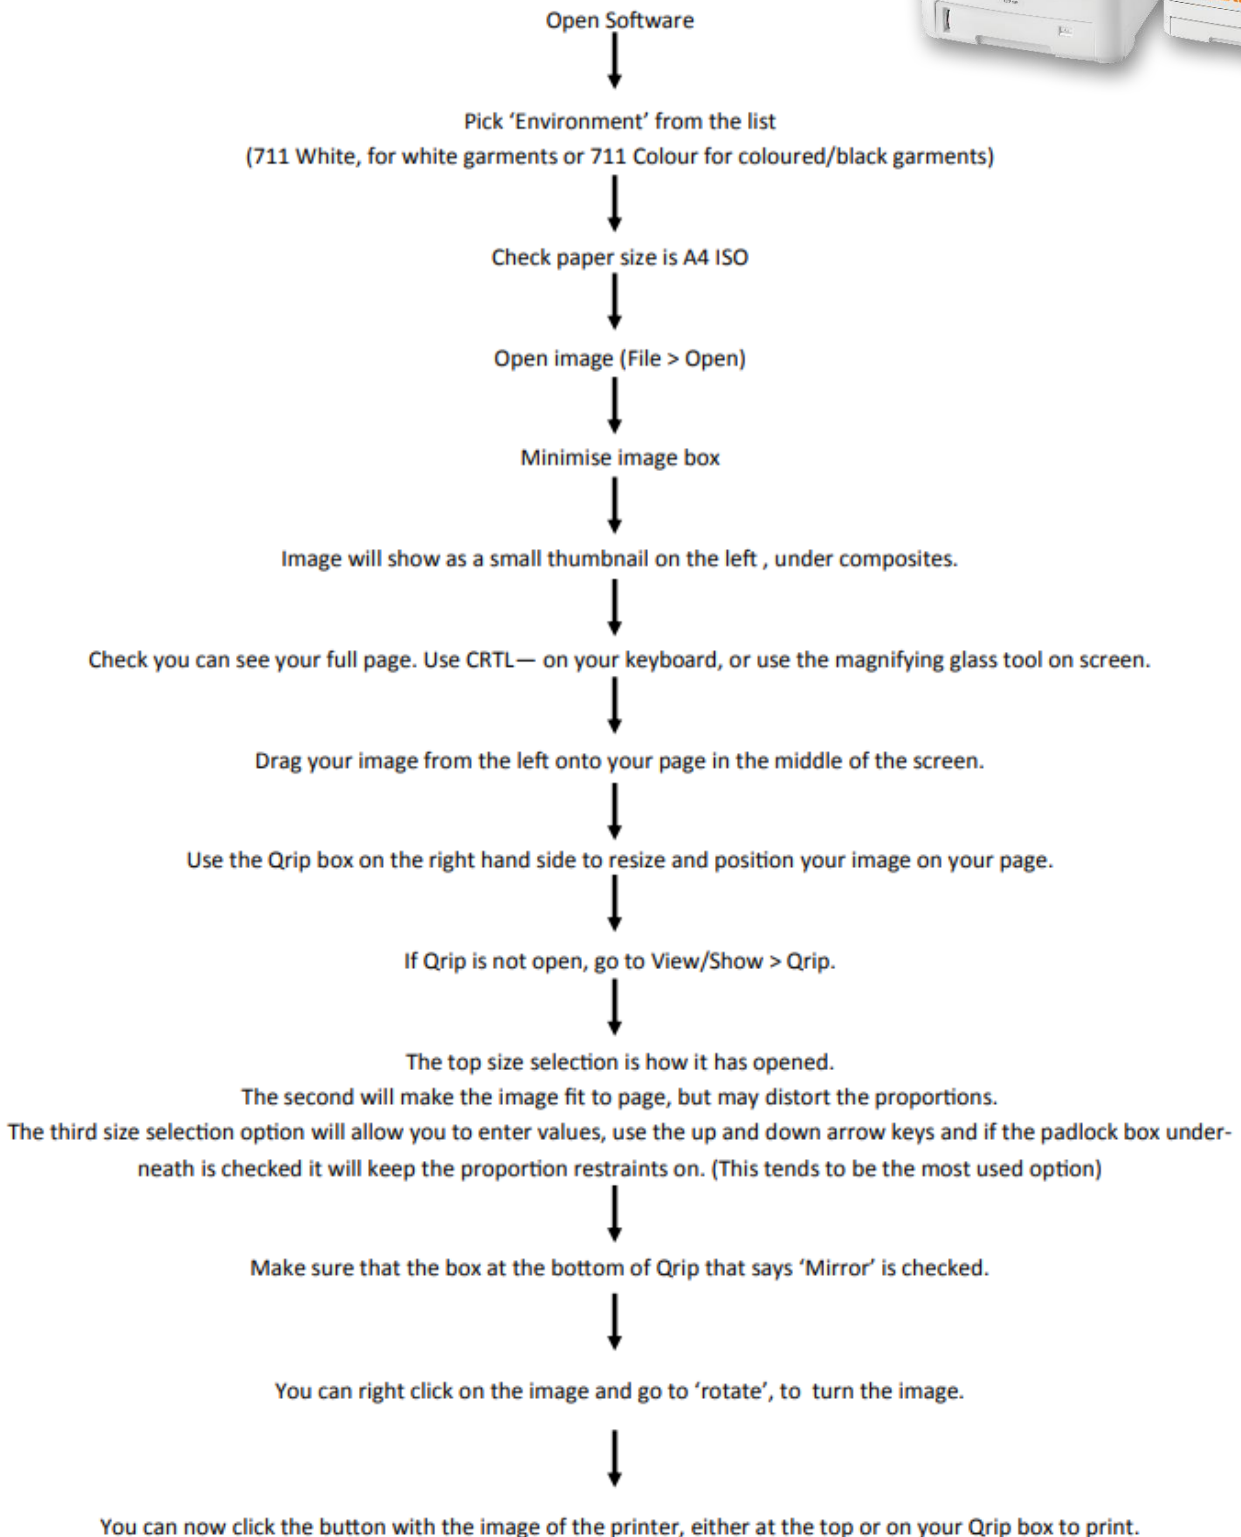 Open Software
Pick ‘Environment’ from the list
(711 White, for white garments or 711 Colour for coloured/black garments)
Check paper size is A4 ISO
Open image (File > Open)
Minimise image box
Image will show as a small thumbnail on the left , under composites.
Check you can see your full page. Use CRTL— on your keyboard, or use the magnifying glass tool on screen.
Drag your image from the left onto your page in the middle of the screen.
Use the Qrip box on the right hand side to resize and position your image on your page.
If Qrip is not open, go to View/Show > Qrip.
The top size selection is how it has opened.
The second will make the image fit to page, but may distort the proportions.
The third size selection option will allow you to enter values, use the up and down arrow keys and if the padlock box under-
neath is checked it will keep the proportion restraints on. (This tends to be the most used option)
Make sure that the box at the bottom of Qrip that says ‘Mirror’ is checked.
You can right click on the image and go to ‘rotate’, to  turn the image.
You can now click the button with the image of the printer, either at the top or on your Qrip box to print.